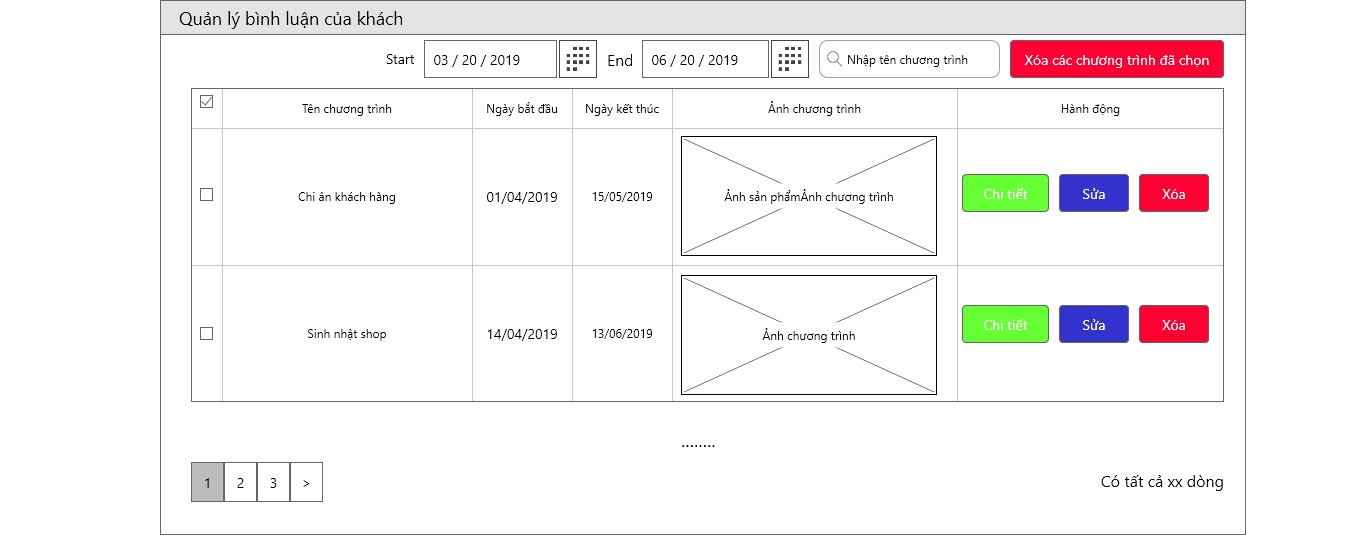 Quản lý bình luận của khách
Start 03 / 20 / 2019 End 06 / 20 / 2019 Nhập tên chương trình Xóa các chương trình đã chọn
Tên chương trình Ngày bắt đầu Ngày kết thúc Ảnh chương trình Hành động
Chi ân khách hàng 01/04/2019 15/05/2019 Ảnh sản phẩmẢnh chương trình Chi tiết Sửa Xóa
Sinh nhật shop 14/04/2019 13/06/2019 Ảnh chương trình Chi tiết Sửa Xóa
........
1 2 3 > Có tất cả xx dòng